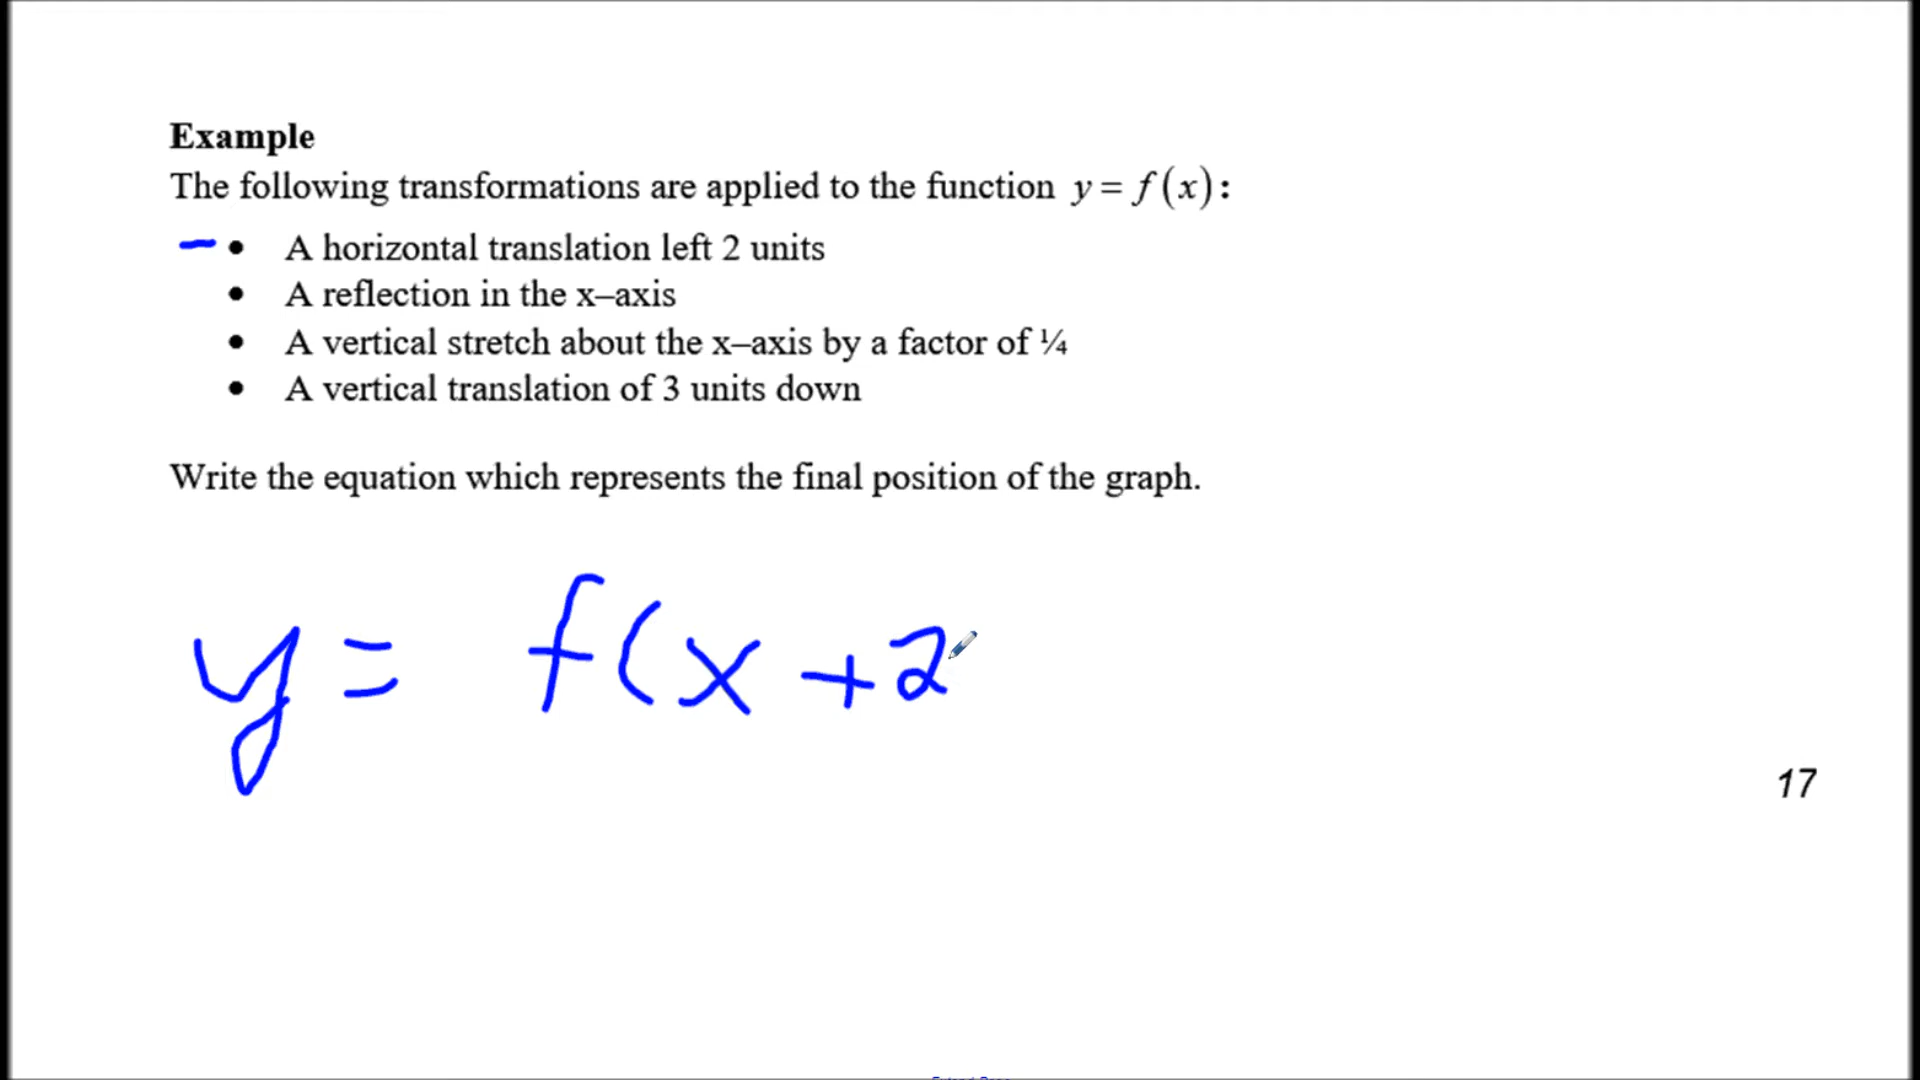 Example
The following transformations are applied to the function y = f(x):
• A horizontal translation left 2 units
• A reflection in the x–axis
• A vertical stretch about the x–axis by a factor of ¼
• A vertical translation of 3 units down
Write the equation which represents the final position of the graph.
y = f(x+2
17